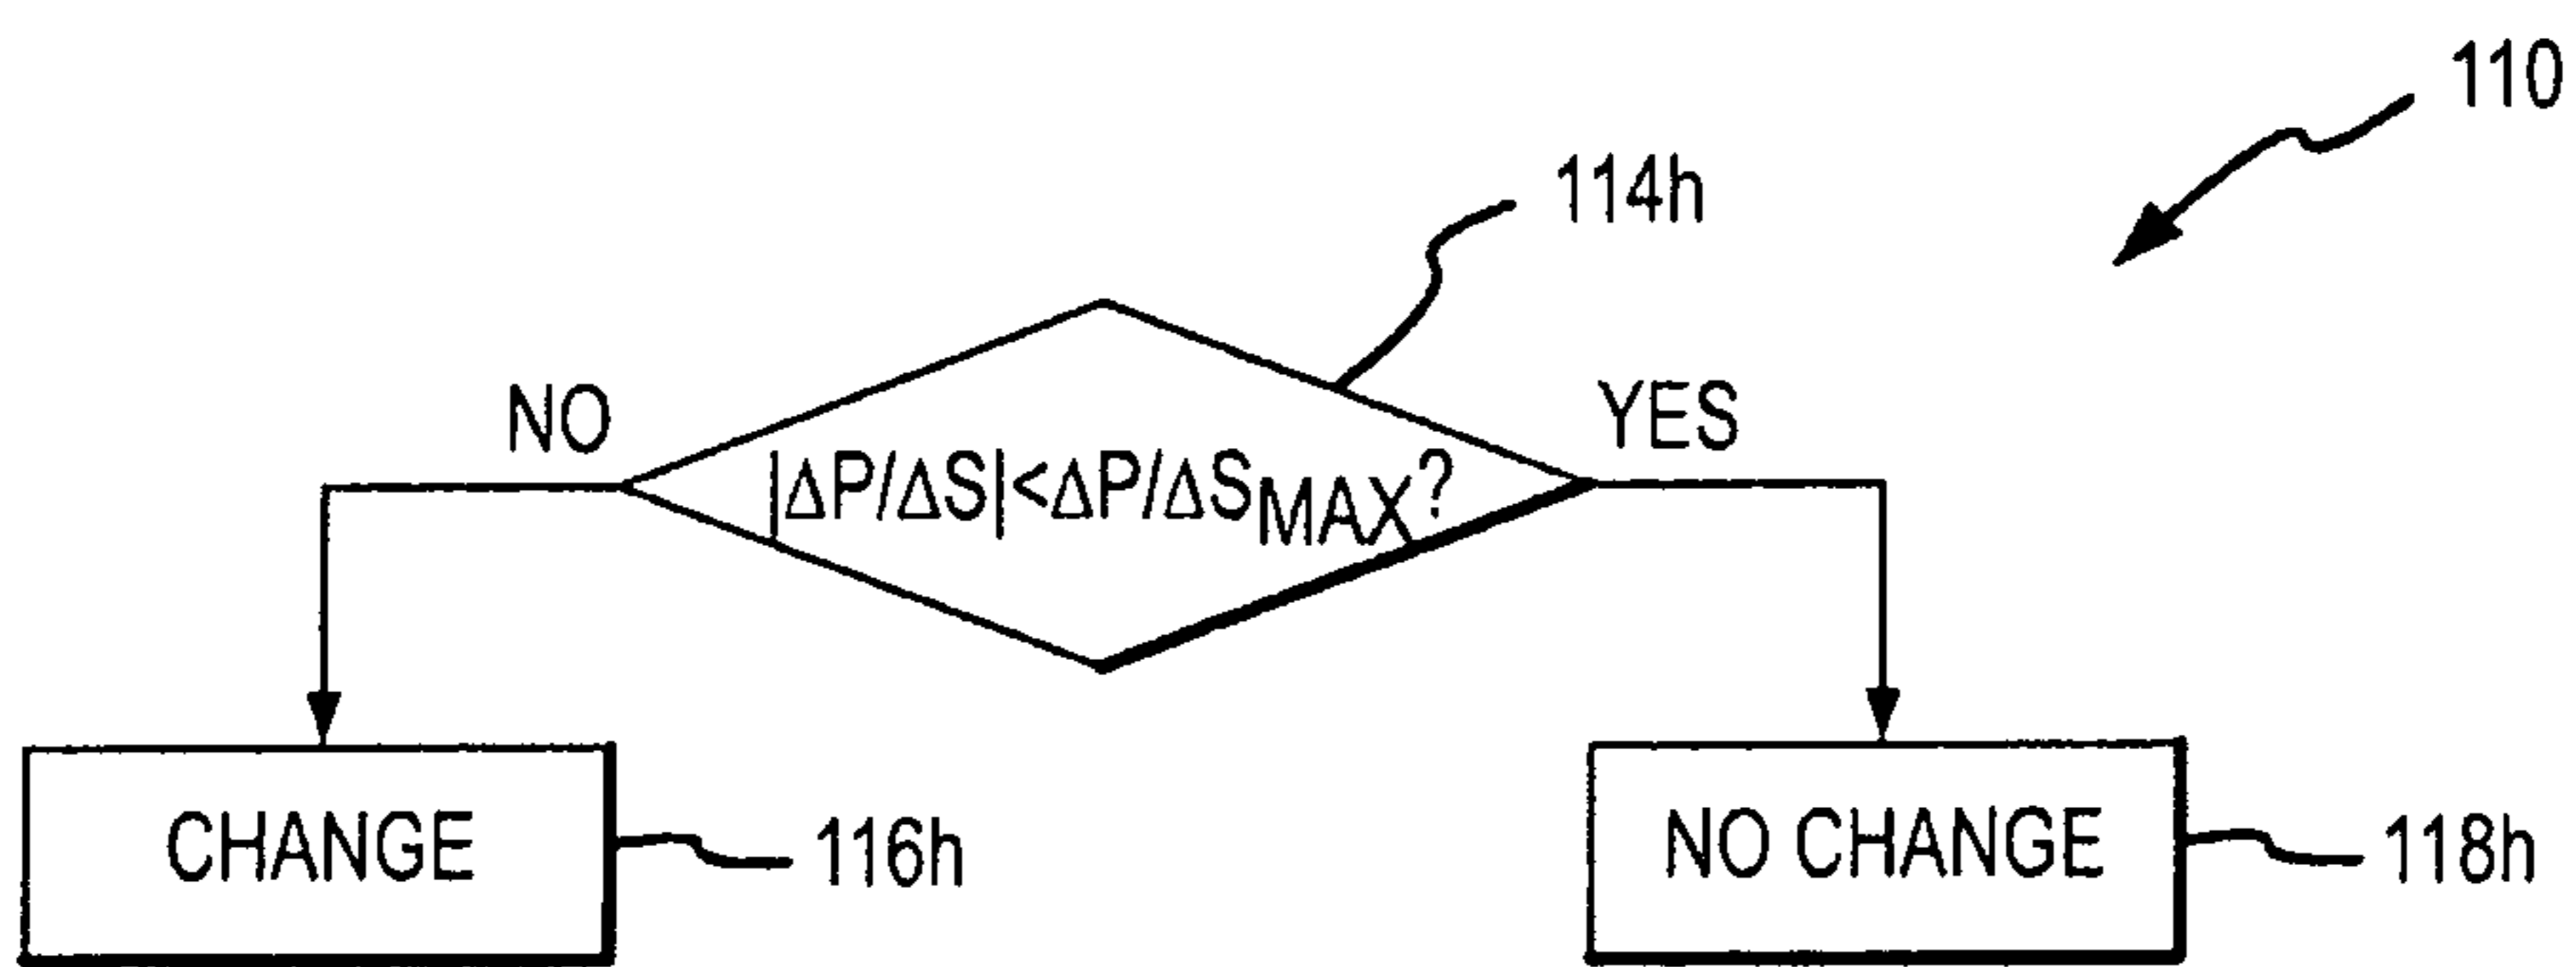 110
114h
NO
YES
|ΔP/ΔS|<ΔP/ΔSMAX?
CHANGE
116h
NO CHANGE
118h